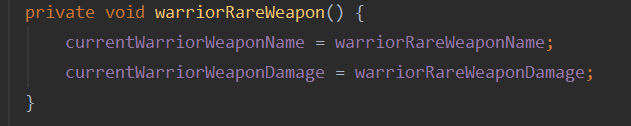 private void warriorRareWeapon() {
    currentWarriorWeaponName = warriorRareWeaponName;
    currentWarriorWeaponDamage = warriorRareWeaponDamage;
}